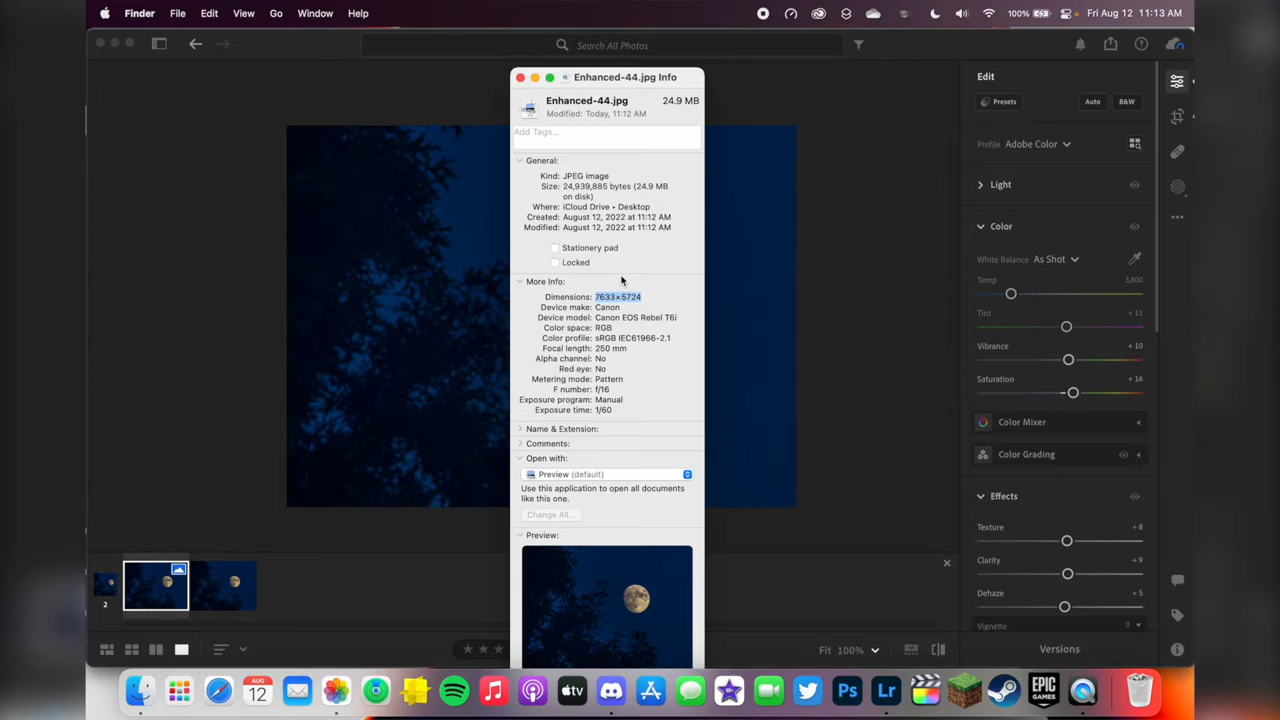 Finder File Edit View Go Window Help 100% Fri Aug 12 11:13 AM
Search All Photos
Enhanced-44.jpg Info
Enhanced-44.jpg 24.9 MB
Modified: Today, 11:12 AM
Add Tags...
General:
Kind: JPEG image
Size: 24,939,885 bytes (24.9 MB
on disk)
Where: iCloud Drive • Desktop
Created: August 12, 2022 at 11:12 AM
Modified: August 12, 2022 at 11:12 AM
Stationery pad
Locked
More Info:
Dimensions: 7633×5724
Device make: Canon
Device model: Canon EOS Rebel T6i
Color space: RGB
Color profile: sRGB IEC61966-2.1
Focal length: 250 mm
Alpha channel: No
Red eye: No
Metering mode: Pattern
F number: f/16
Exposure program: Manual
Exposure time: 1/60
Name & Extension:
Comments:
Open with:
Preview (default)
Use this application to open all documents
like this one.
Change All...
Preview:
Edit
Presets Auto B&W
Profile Adobe Color
Light
Color
White Balance As Shot
Temp 3,800
Tint + 11
Vibrance + 10
Saturation + 16
Color Mixer
Color Grading
Effects
Texture + 8
Clarity + 9
Dehaze + 5
Vignette 0
2
Fit 100%
Versions
AUG
12
tv
Ps
Lr
EPIC
GAMES